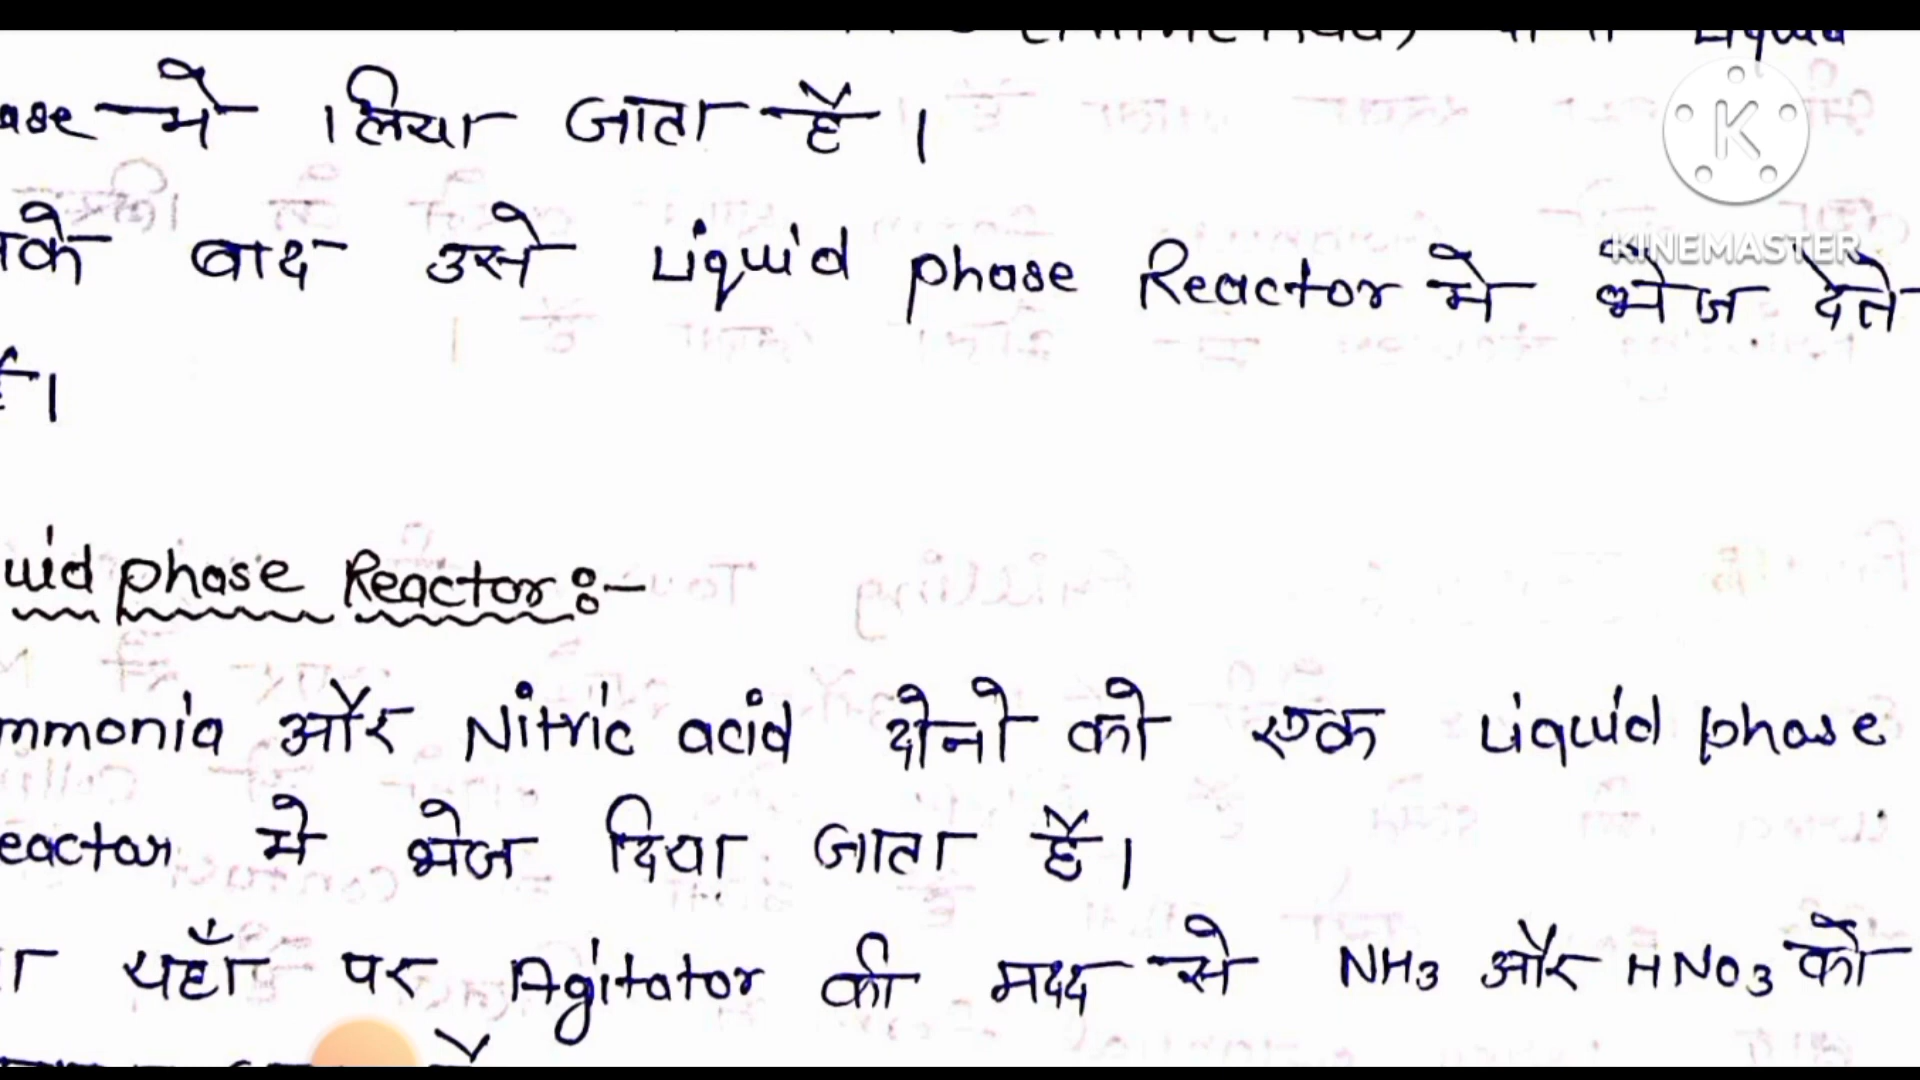 Liquid
ase मे लिया जाता है ।
के बाद उसे Liquid phase Reactor मे भेज देते
है।
KINEMASTER
uid phase Reactor :-
mmonia और Nitric acid दोनो को एक Liquid phase
eactor मे भेज दिया जाता है।
यहाँ पर Agitator की मदद से NH3 और HNO3 को